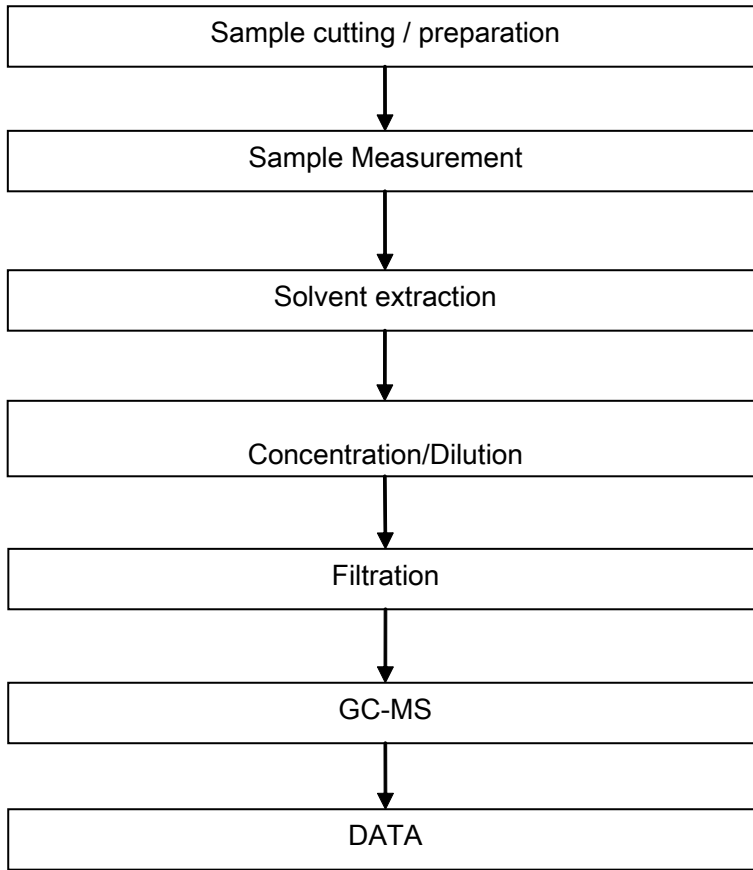 Sample cutting / preparation
Sample Measurement
Solvent extraction
Concentration/Dilution
Filtration
GC-MS
DATA